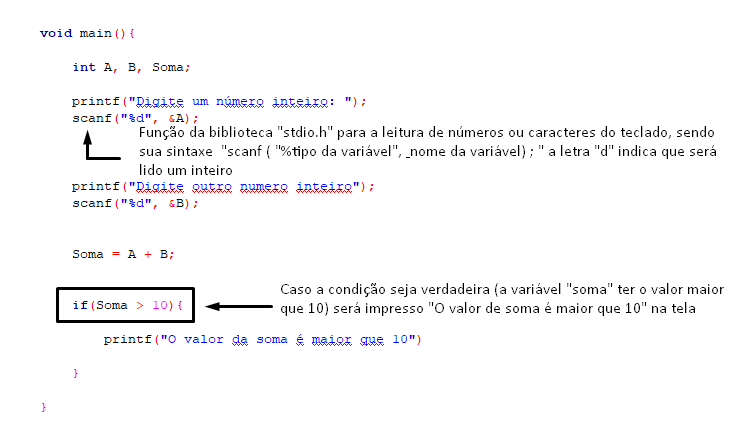 void main(){
int A, B, Soma;
printf("Digite um número inteiro: ");
scanf("%d", &A);
Função da biblioteca "stdio.h" para a leitura de números ou caracteres do teclado, sendo
sua sintaxe "scanf ( "%tipo da variável", _nome da variável) ; " a letra "d" indica que será
lido um inteiro
printf("Digite outro numero inteiro");
scanf("%d", &B);
Soma = A + B;
if(Soma > 10){
Caso a condição seja verdadeira (a variável "soma" ter o valor maior
que 10) será impresso "O valor de soma é maior que 10" na tela
printf("O valor da soma é maior que 10")
}
}